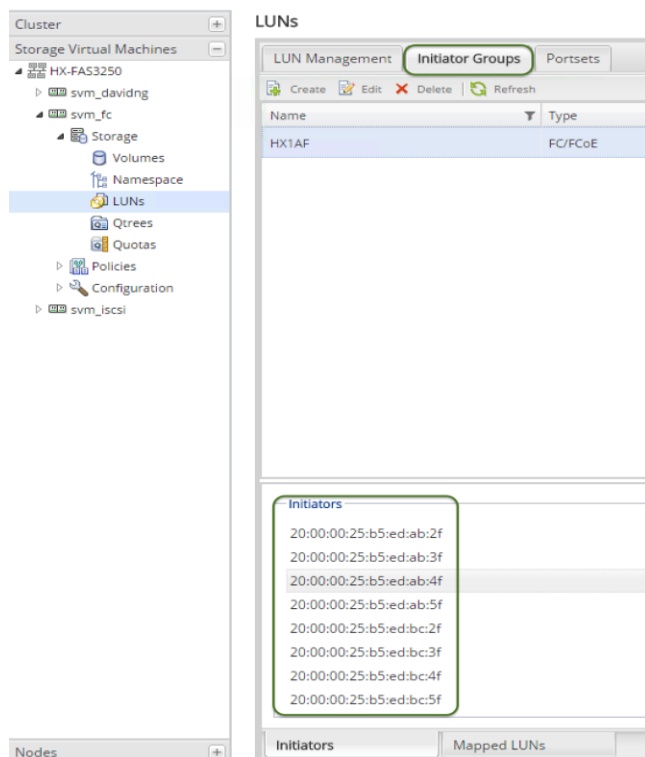 Cluster
Storage Virtual Machines
HX-FAS3250
svm_davidng
svm_fc
Storage
Volumes
Namespace
LUNs
Qtrees
Quotas
Policies
Configuration
svm_iscsi
Nodes
LUNs
LUN Management Initiator Groups Portsets
Create Edit Delete Refresh
Name Type
HX1AF FC/FCoE
Initiators
20:00:00:25:b5:ed:ab:2f
20:00:00:25:b5:ed:ab:3f
20:00:00:25:b5:ed:ab:4f
20:00:00:25:b5:ed:ab:5f
20:00:00:25:b5:ed:bc:2f
20:00:00:25:b5:ed:bc:3f
20:00:00:25:b5:ed:bc:4f
20:00:00:25:b5:ed:bc:5f
Initiators Mapped LUNs